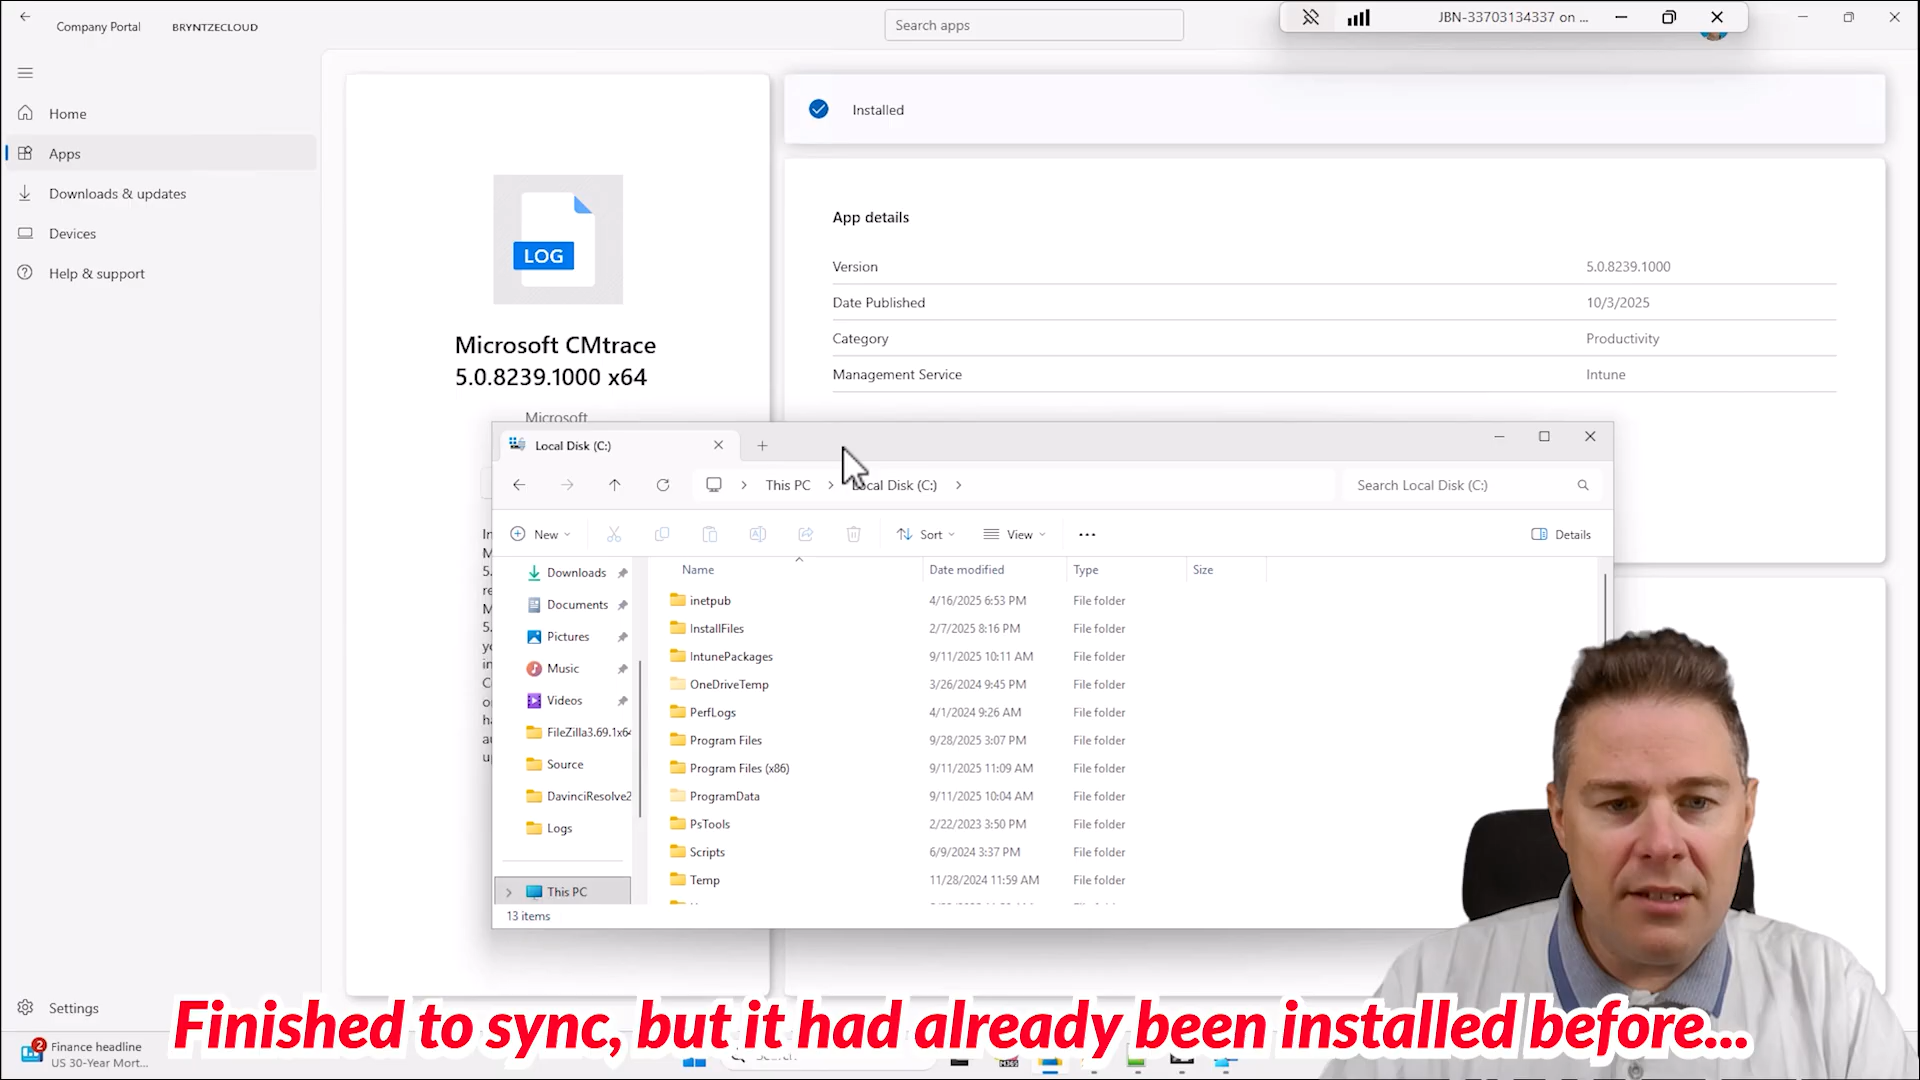 Company Portal
BRYNTZECLOUD
Search apps
JBN-33703134337 on ...
Home
Apps
Downloads & updates
Devices
Help & support
Settings
LOG
Microsoft CMtrace
5.0.8239.1000 x64
Microsoft
Installed
App details
Version 5.0.8239.1000
Date Published 10/3/2025
Category Productivity
Management Service Intune
Local Disk (C:)
This PC Local Disk (C:)
Search Local Disk (C:)
New Sort View ... Details
Downloads
Documents
Pictures
Music
Videos
FileZilla3.69.1x64
Source
DavinciResolve2
Logs
This PC
Name Date modified Type Size
inetpub 4/16/2025 6:53 PM File folder
InstallFiles 2/7/2025 8:16 PM File folder
IntunePackages 9/11/2025 10:11 AM File folder
OneDriveTemp 3/26/2024 9:45 PM File folder
PerfLogs 4/1/2024 9:26 AM File folder
Program Files 9/28/2025 3:07 PM File folder
Program Files (x86) 9/11/2025 11:09 AM File folder
ProgramData 9/11/2025 10:04 AM File folder
PsTools 2/22/2023 3:50 PM File folder
Scripts 6/9/2024 3:37 PM File folder
Temp 11/28/2024 11:59 AM File folder
13 items
Finished to sync, but it had already been installed before...
2
Finance headline
US 30-Year Mort...